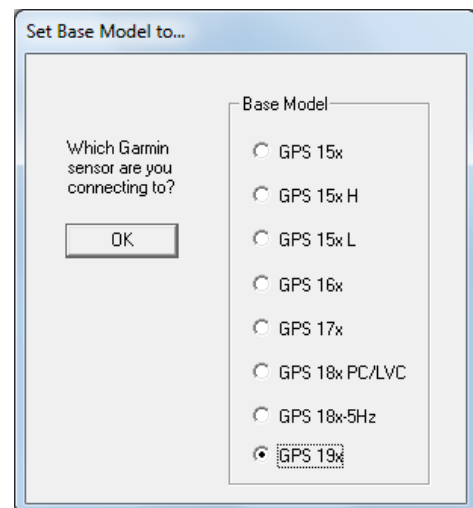 Set Base Model to...
Which Garmin
sensor are you
connecting to?
OK
Base Model
GPS 15x
GPS 15x H
GPS 15x L
GPS 16x
GPS 17x
GPS 18x PC/LVC
GPS 18x-5Hz
GPS 19x